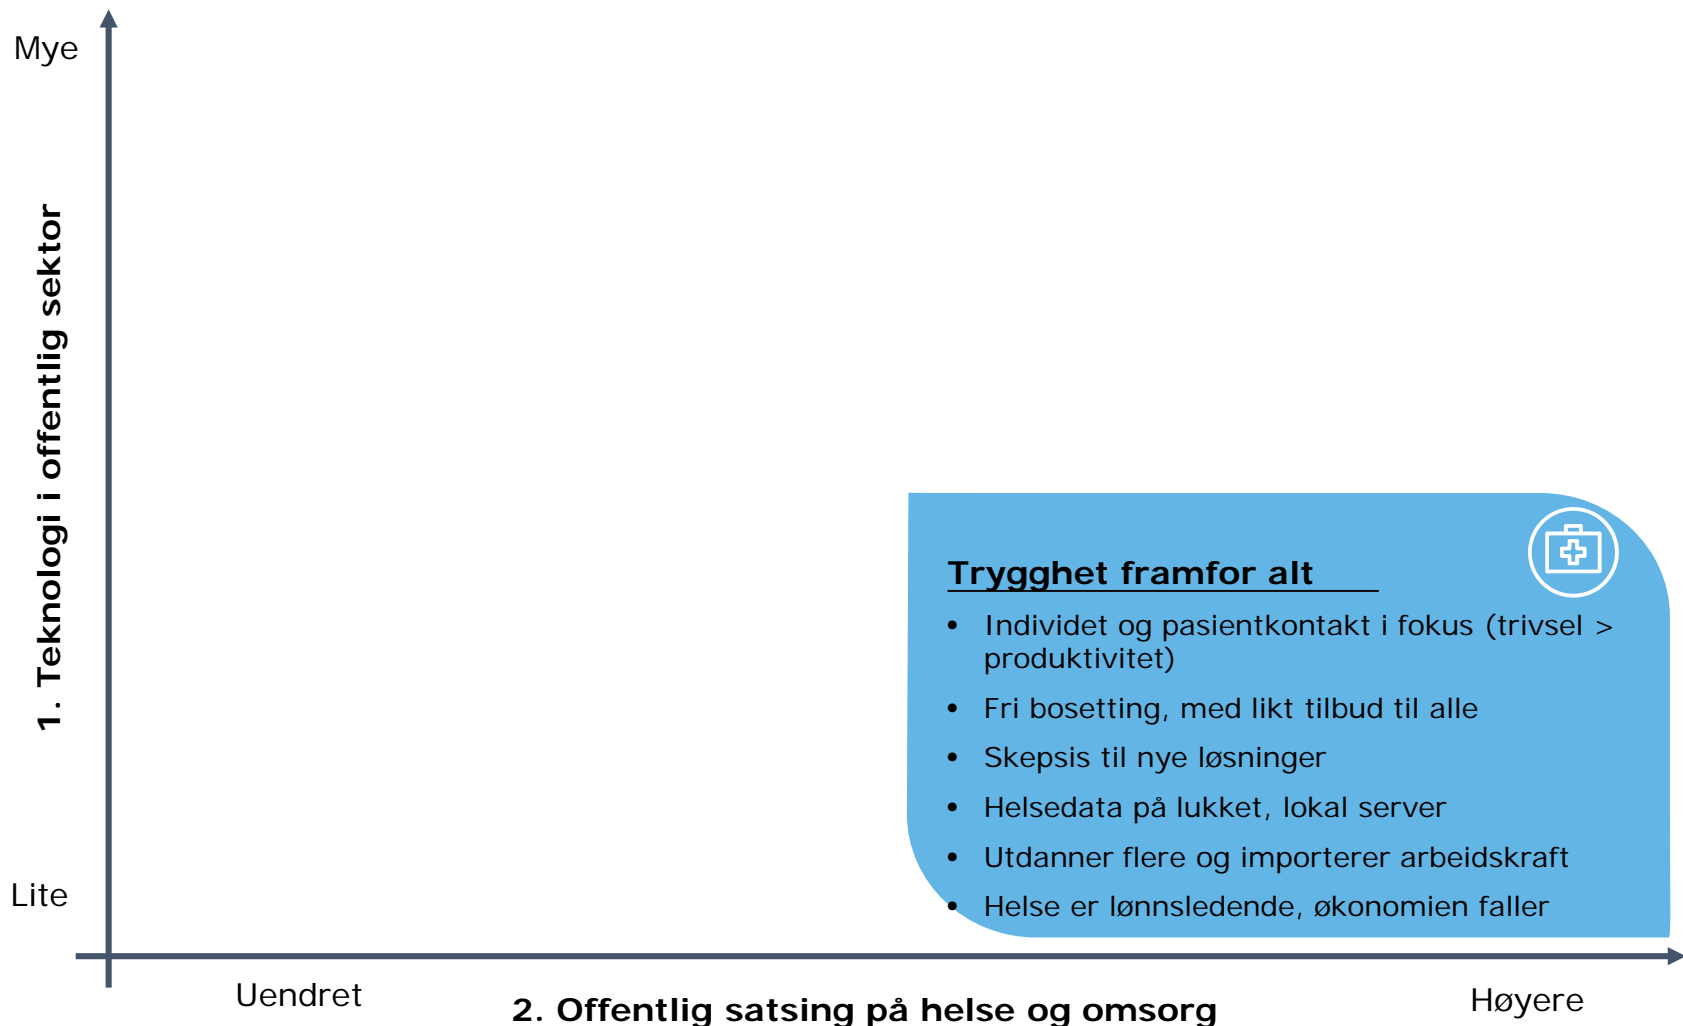 Mye
1. Teknologi i offentlig sektor
Trygghet framfor alt
• Individet og pasientkontakt i fokus (trivsel >
produktivitet)
• Fri bosetting, med likt tilbud til alle
• Skepsis til nye løsninger
• Helsedata på lukket, lokal server
• Utdanner flere og importerer arbeidskraft
• Helse er lønnsledende, økonomien faller
Lite
Uendret
2. Offentlig satsing på helse og omsorg
Høyere